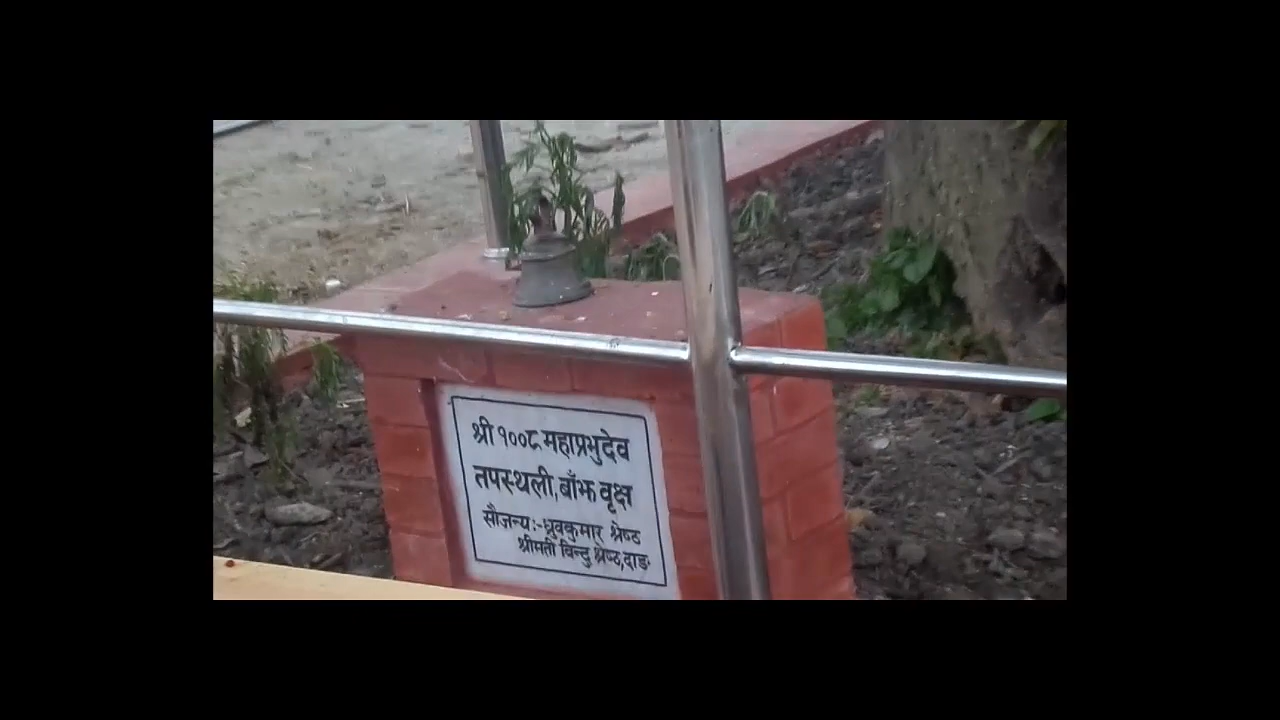 श्री १००८ महाप्रभुदेव
तपस्थली, बाँझ वृक्ष
सौजन्य:- ध्रुवकुमार श्रेष्ठ
श्रीमती विन्दु श्रेष्ठ, दाङ